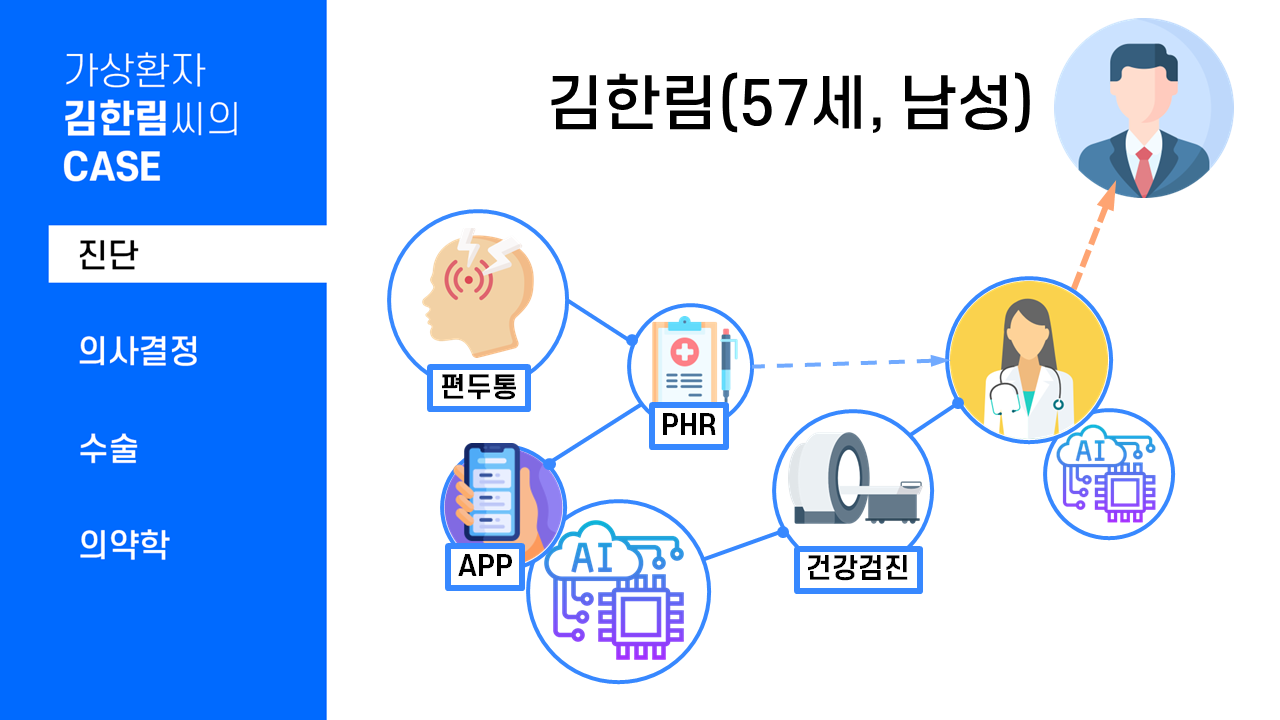 가상환자
김한림씨의
CASE
진단
의사결정
수술
의약학
김한림(57세, 남성)
편두통
PHR
APP
AI
건강검진
AI